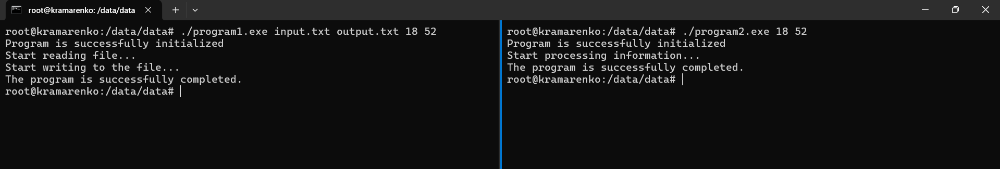 root@kramarenko: /data/data
root@kramarenko:/data/data# ./program1.exe input.txt output.txt 18 52
Program is successfully initialized
Start reading file...
Start writing to the file...
The program is successfully completed.
root@kramarenko:/data/data#
root@kramarenko:/data/data# ./program2.exe 18 52
Program is successfully initialized
Start processing information...
The program is successfully completed.
root@kramarenko:/data/data#